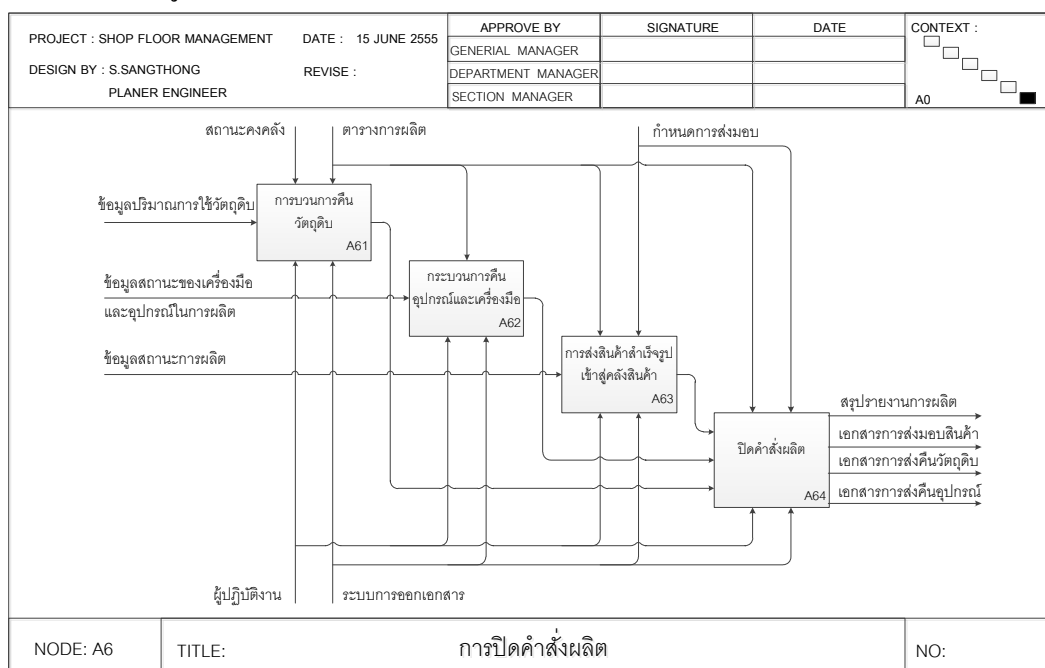 PROJECT : SHOP FLOOR MANAGEMENT DATE : 15 JUNE 2555
DESIGN BY : S.SANGTHONG REVISE :
PLANER ENGINEER
APPROVE BY SIGNATURE DATE
GENERIAL MANAGER
DEPARTMENT MANAGER
SECTION MANAGER
CONTEXT :
A0
สถานะคงคลัง
ตารางการผลิต
กำหนดการส่งมอบ
ข้อมูลปริมาณการใช้วัตถุดิบ
การบวนการคืน
วัตถุดิบ
A61
ข้อมูลสถานะของเครื่องมือ
และอุปกรณ์ในการผลิต
กระบวนการคืน
อุปกรณ์และเครื่องมือ
A62
ข้อมูลสถานะการผลิต
การส่งสินค้าสำเร็จรูป
เข้าสู่คลังสินค้า
A63
ปิดคำสั่งผลิต
A64
สรุปรายงานการผลิต
เอกสารการส่งมอบสินค้า
เอกสารการส่งคืนวัตถุดิบ
เอกสารการส่งคืนอุปกรณ์
ผู้ปฏิบัติงาน
ระบบการออกเอกสาร
NODE: A6 TITLE: การปิดคำสั่งผลิต NO: